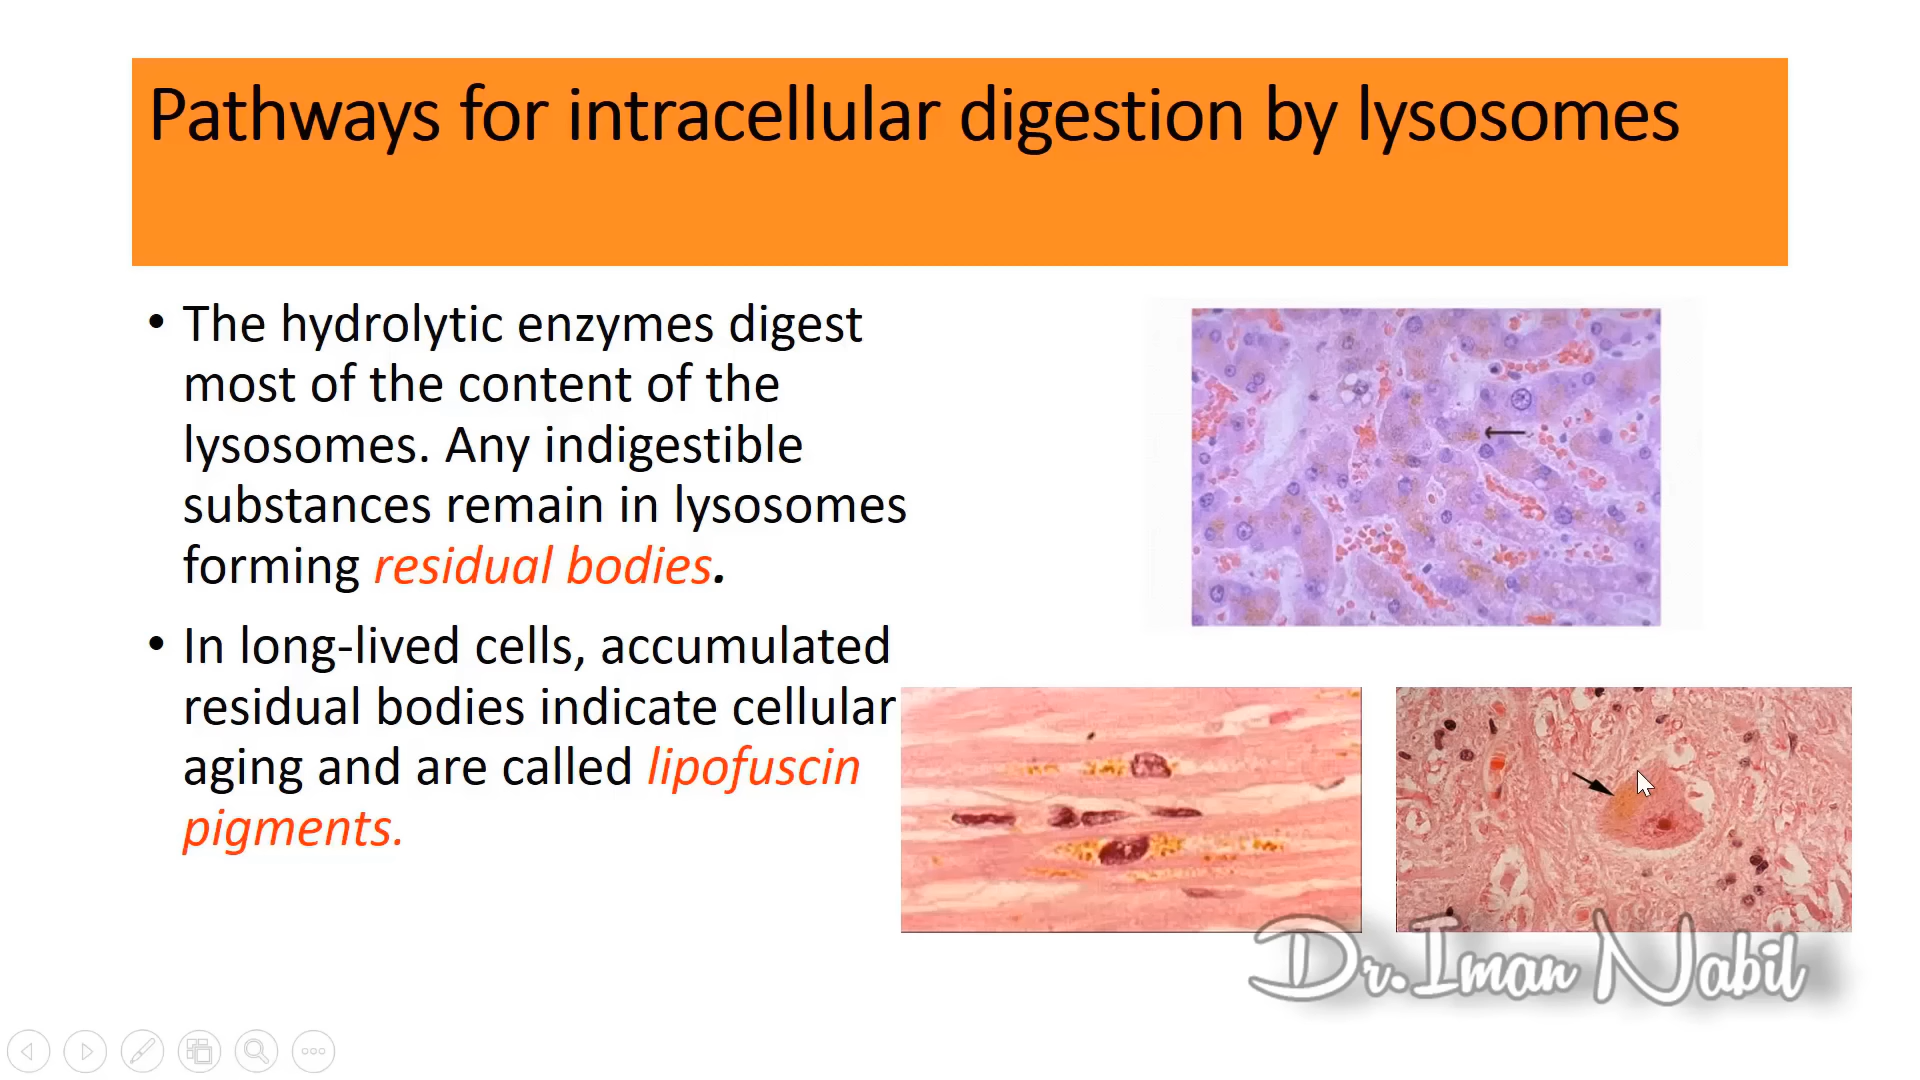 Pathways for intracellular digestion by lysosomes
• The hydrolytic enzymes digest
most of the content of the
lysosomes. Any indigestible
substances remain in lysosomes
forming residual bodies.
• In long-lived cells, accumulated
residual bodies indicate cellular
aging and are called lipofuscin
pigments.
Dr.Iman Nabil